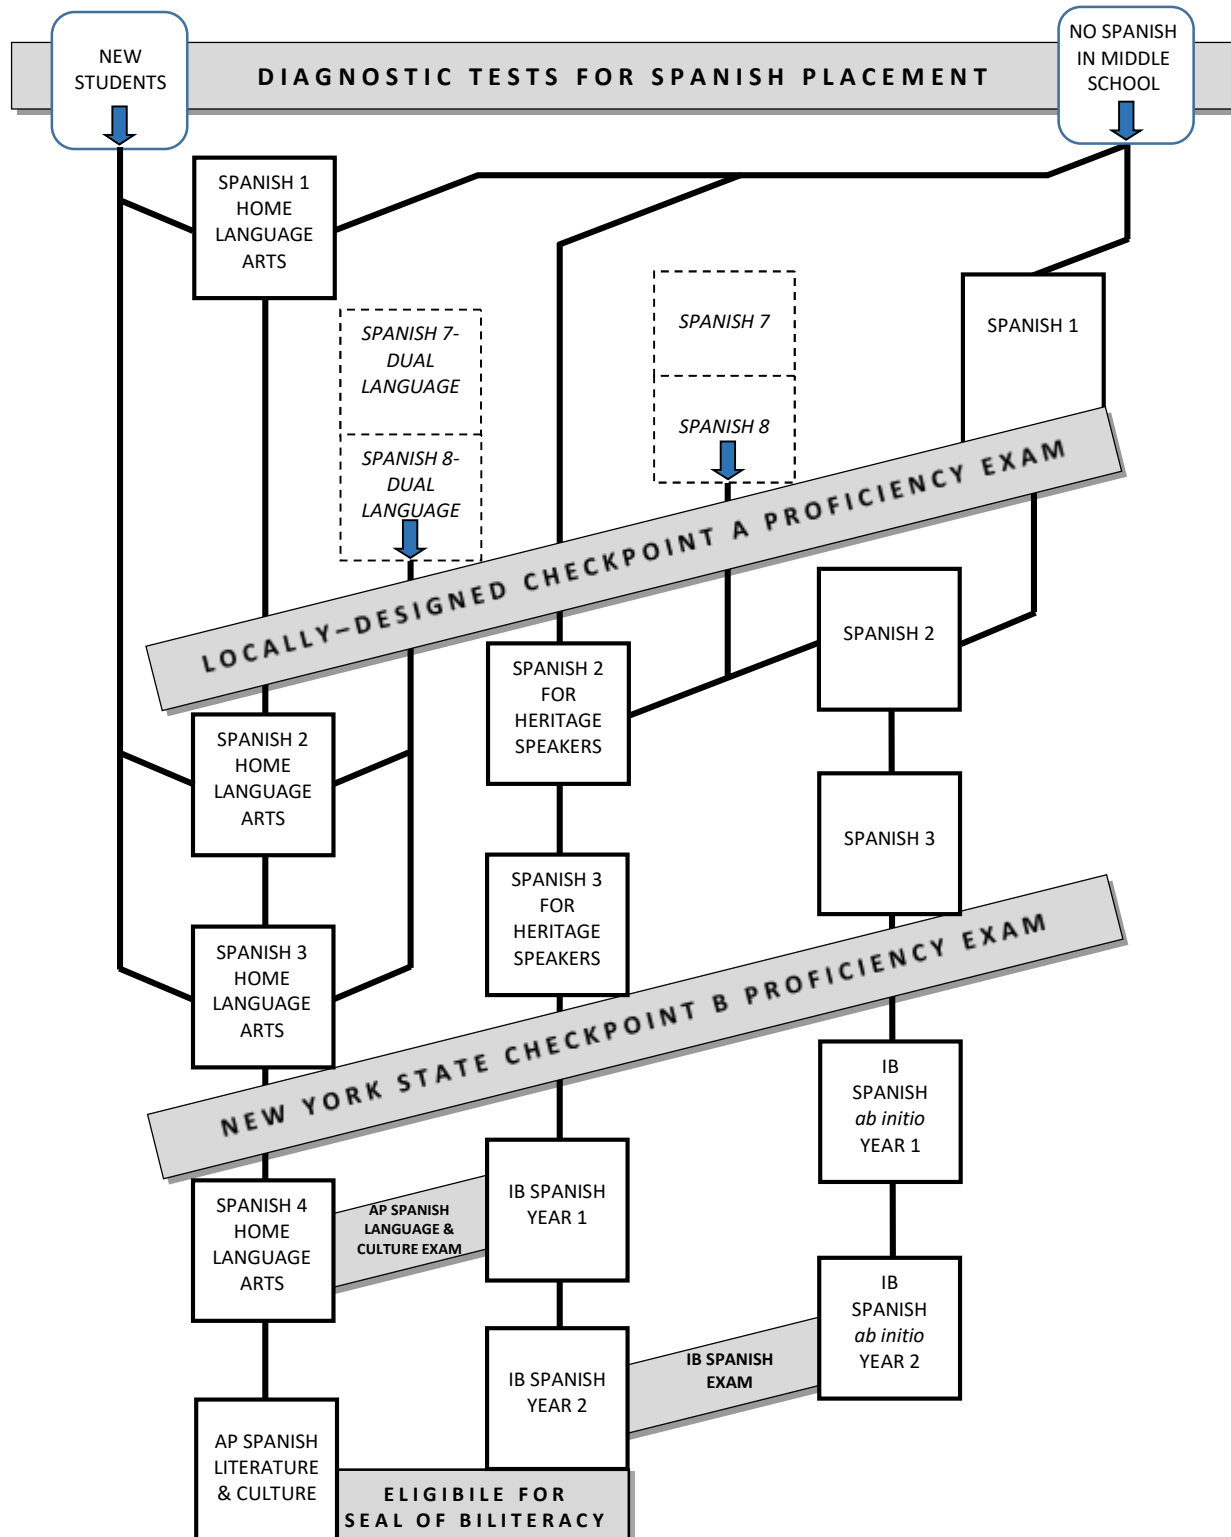 NEW
STUDENTS
DIAGNOSTIC TESTS FOR SPANISH PLACEMENT
NO SPANISH
IN MIDDLE
SCHOOL
SPANISH 1
HOME
LANGUAGE
ARTS
SPANISH 7-
DUAL
LANGUAGE
SPANISH 8-
DUAL
LANGUAGE
SPANISH 7
SPANISH 8
SPANISH 1
LOCALLY–DESIGNED CHECKPOINT A PROFICIENCY EXAM
SPANISH 2
HOME
LANGUAGE
ARTS
SPANISH 2
FOR
HERITAGE
SPEAKERS
SPANISH 2
SPANISH 3
HOME
LANGUAGE
ARTS
SPANISH 3
FOR
HERITAGE
SPEAKERS
SPANISH 3
NEW YORK STATE CHECKPOINT B PROFICIENCY EXAM
SPANISH 4
HOME
LANGUAGE
ARTS
AP SPANISH
LANGUAGE &
CULTURE EXAM
IB SPANISH
YEAR 1
IB
SPANISH
ab initio
YEAR 1
IB SPANISH
YEAR 2
IB SPANISH
EXAM
IB
SPANISH
ab initio
YEAR 2
AP SPANISH
LITERATURE
& CULTURE
ELIGIBILE FOR
SEAL OF BILITERACY